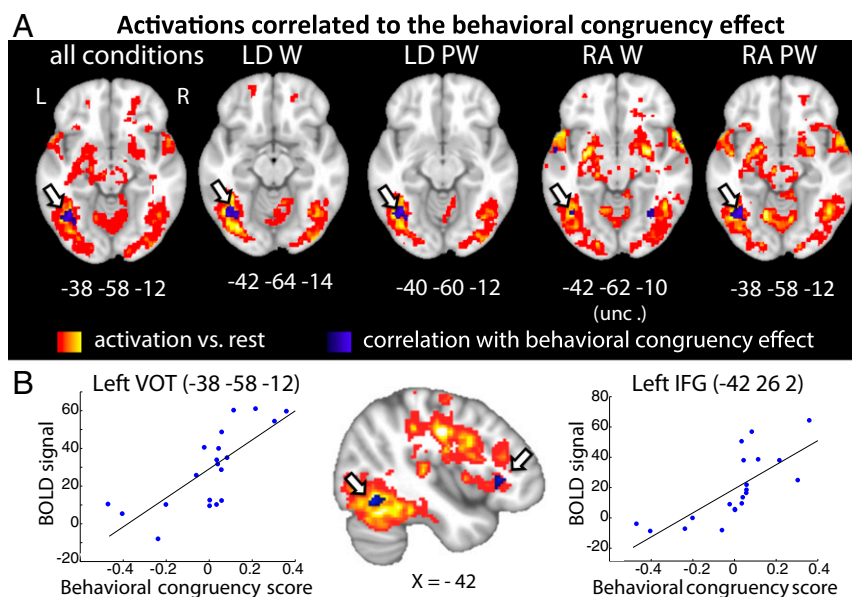 A Activations correlated to the behavioral congruency effect
all conditions LD W LD PW RA W RA PW
L R
-38 -58 -12 -42 -64 -14 -40 -60 -12 -42 -62 -10 -38 -58 -12
(unc .)
activation vs. rest correlation with behavioral congruency effect
B Left VOT (-38 -58 -12) Left IFG (-42 26 2)
BOLD signal
60
40
20
0
-20
-0.4 -0.2 0 0.2 0.4
Behavioral congruency score
X = - 42
BOLD signal
80
60
40
20
0
-20
-0.4 -0.2 0 0.2 0.4
Behavioral congruency score